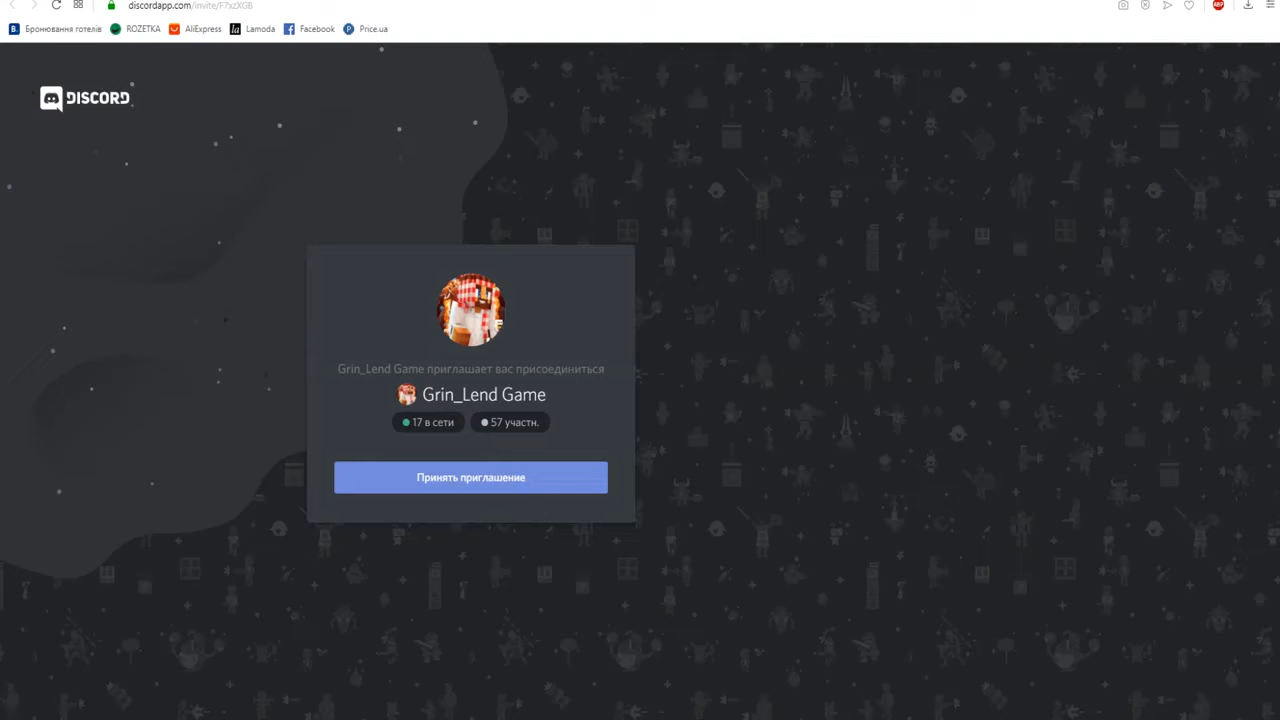 discordapp.com/invite/F7xzXGB
Бронювання готелів ROZETKA AliExpress Lamoda Facebook Price.ua
DISCORD
Grin_Lend Game приглашает вас присоединиться
Grin_Lend Game
17 в сети 57 участн.
Принять приглашение